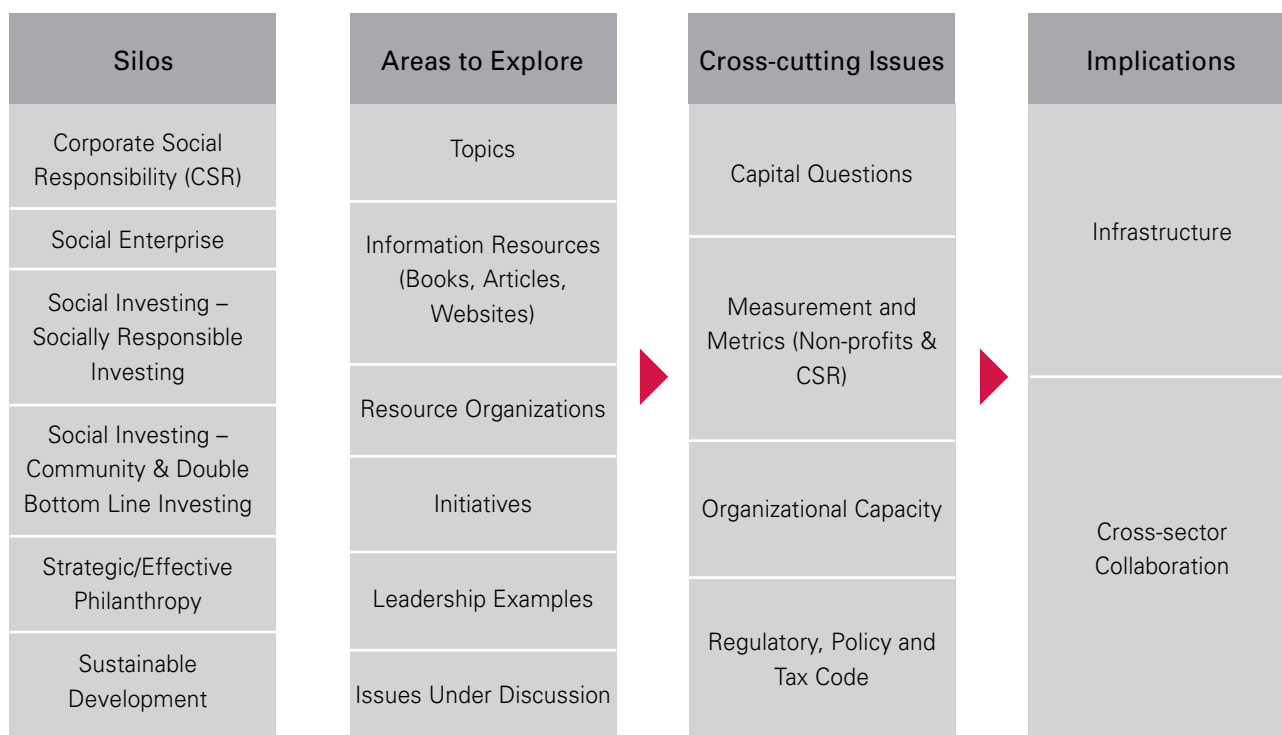 Silos
Corporate Social
Responsibility (CSR)
Social Enterprise
Social Investing –
Socially Responsible
Investing
Social Investing –
Community & Double
Bottom Line Investing
Strategic/Effective
Philanthropy
Sustainable
Development
Areas to Explore
Topics
Information Resources
(Books, Articles,
Websites)
Resource Organizations
Initiatives
Leadership Examples
Issues Under Discussion
Cross-cutting Issues
Capital Questions
Measurement and
Metrics (Non-profits &
CSR)
Organizational Capacity
Regulatory, Policy and
Tax Code
Implications
Infrastructure
Cross-sector
Collaboration